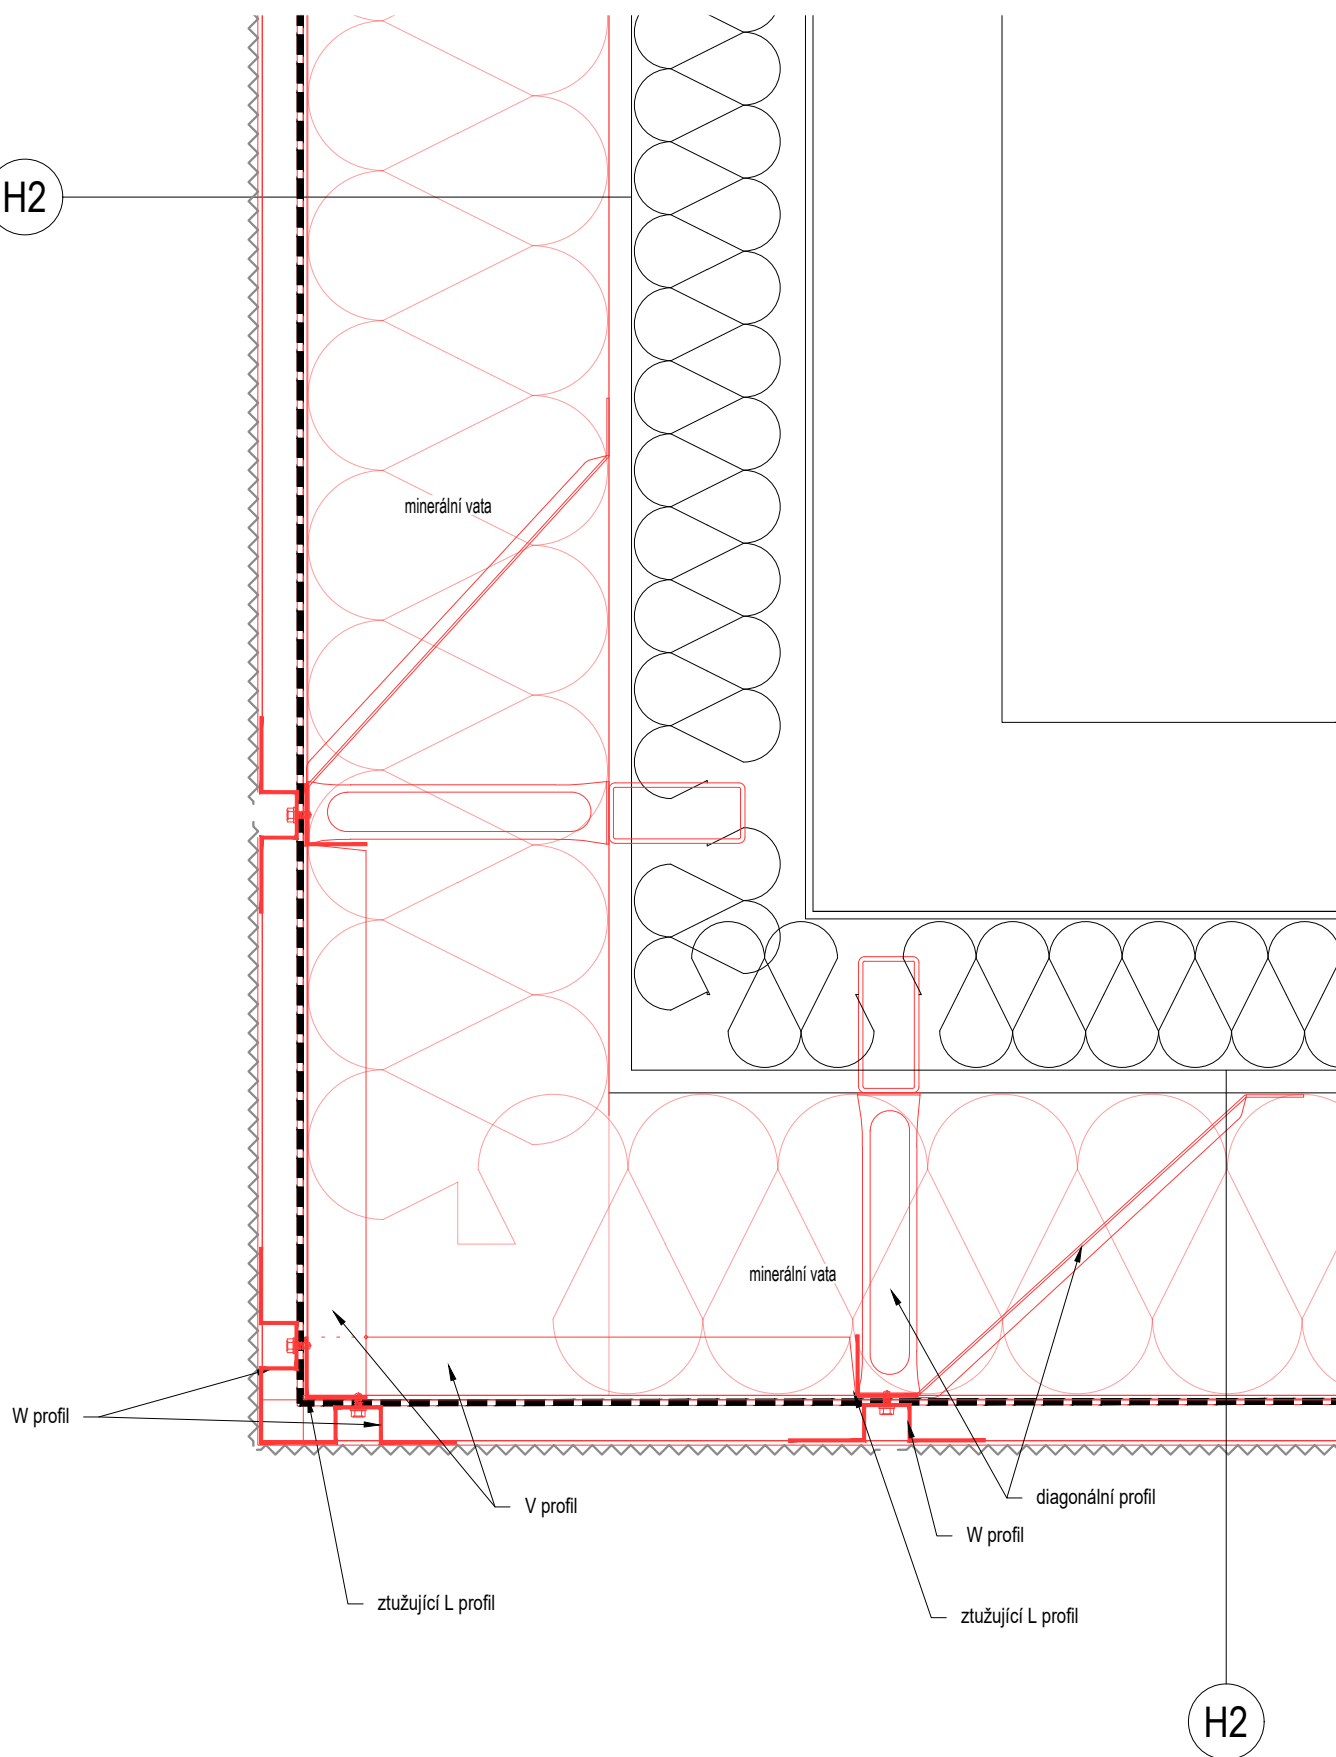 H2
minerální vata
minerální vata
W profil
V profil
diagonální profil
W profil
ztužující L profil
ztužující L profil
H2